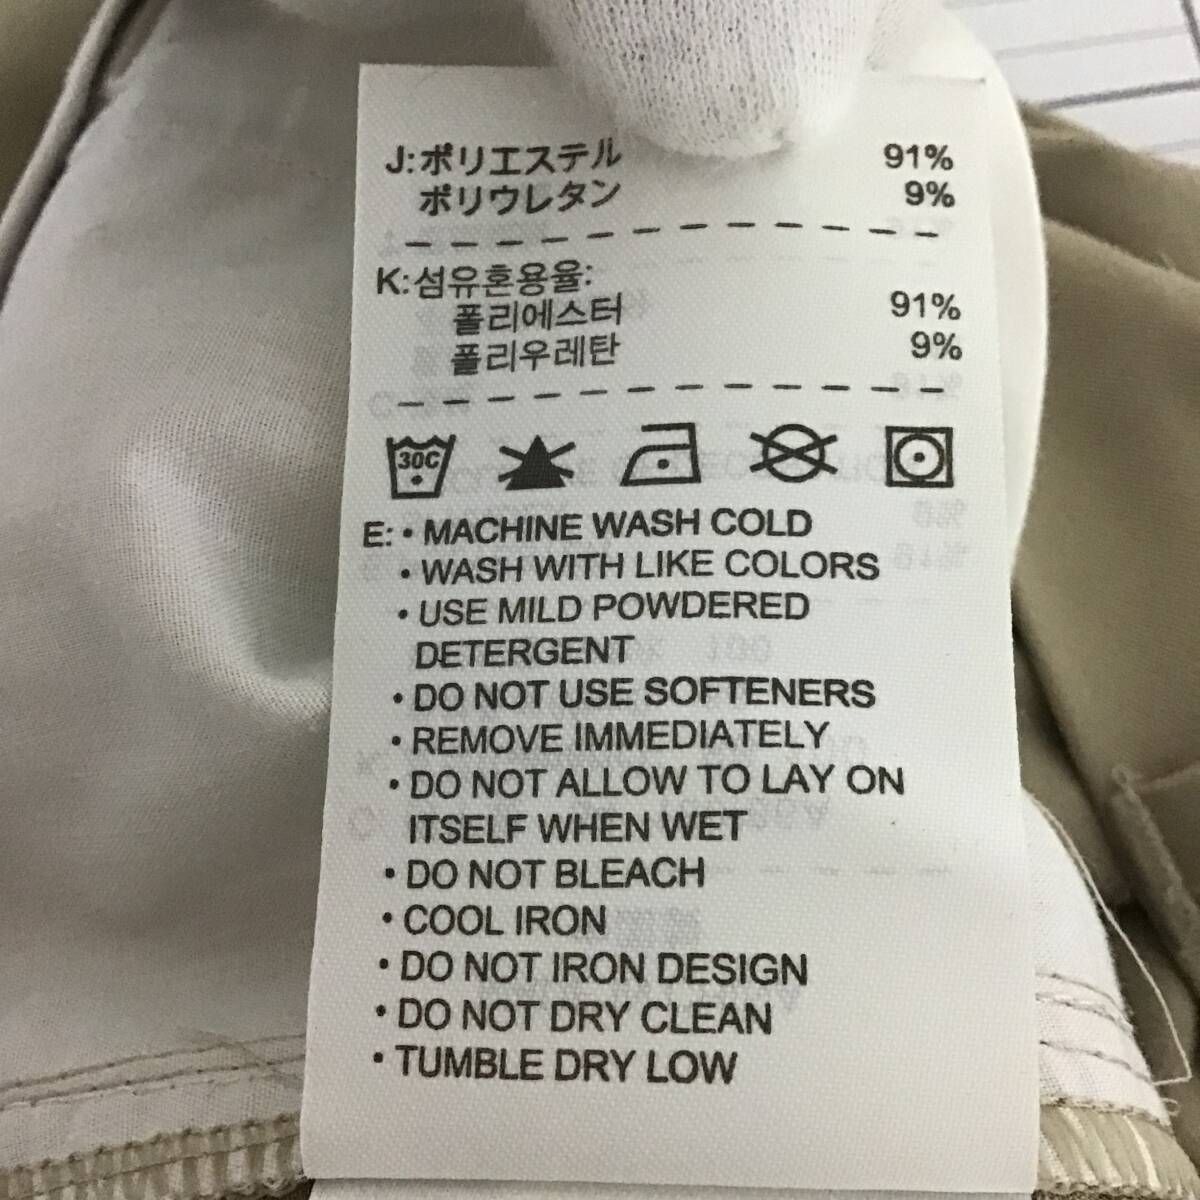 J:ポリエステル 91%
ポリウレタン 9%
K:섬유혼용율:
폴리에스터 91%
폴리우레탄 9%
30C
E: • MACHINE WASH COLD
• WASH WITH LIKE COLORS
• USE MILD POWDERED
DETERGENT
• DO NOT USE SOFTENERS
• REMOVE IMMEDIATELY
• DO NOT ALLOW TO LAY ON
ITSELF WHEN WET
• DO NOT BLEACH
• COOL IRON
• DO NOT IRON DESIGN
• DO NOT DRY CLEAN
• TUMBLE DRY LOW